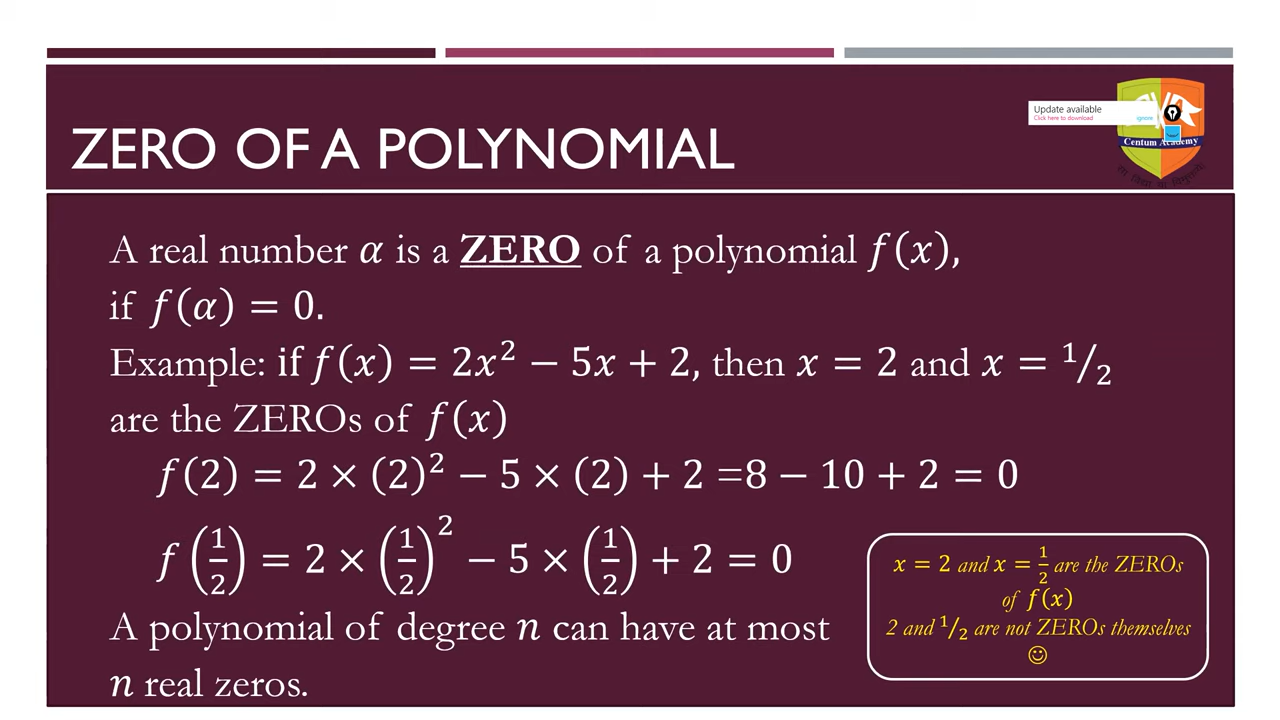 Update available
Click here to download ignore
Centum Academy
ZERO OF A POLYNOMIAL
A real number α is a ZERO of a polynomial f(x),
if f(α) = 0.
Example: if f(x) = 2x² − 5x + 2, then x = 2 and x = 1/2
are the ZEROs of f(x)
f(2) = 2 × (2)² − 5 × (2) + 2 =8 − 10 + 2 = 0
f(1/2) = 2 × (1/2)² − 5 × (1/2) + 2 = 0
A polynomial of degree n can have at most
n real zeros.
x = 2 and x = 1/2 are the ZEROs
of f(x)
2 and 1/2 are not ZEROs themselves
☺